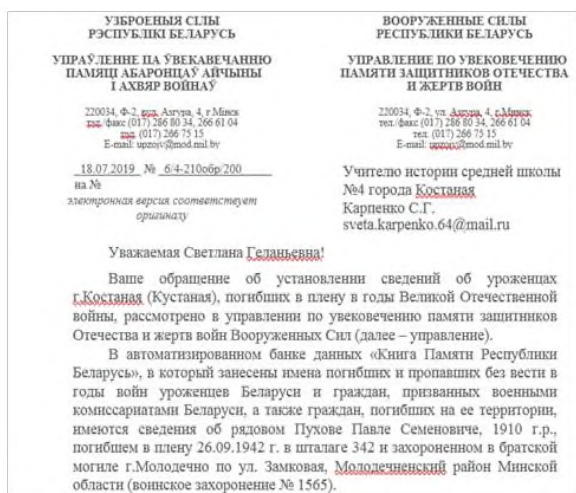 УЗБРОЕНЫЯ СІЛЫ
РЭСПУБЛІКІ БЕЛАРУСЬ
УПРАЎЛЕННЕ ПА ЎВЕКАВЕЧАННЮ
ПАМЯЦІ АБАРОНЦАЎ АЙЧЫНЫ
І АХВЯР ВОЙНАЎ
220034, Ф-2, вул. Азгура, 4, г.Мінск
тэл./факс (017) 286 80 34, 266 61 04
тэл. (017) 266 75 15
E-mail: upzoiv@mod.mil.by
18.07.2019 № 6/4-210обр/200
на №
электронная версия соответствует
оригиналу
ВООРУЖЕННЫЕ СИЛЫ
РЕСПУБЛИКИ БЕЛАРУСЬ
УПРАВЛЕНИЕ ПО УВЕКОВЕЧЕНИЮ
ПАМЯТИ ЗАЩИТНИКОВ ОТЕЧЕСТВА
И ЖЕРТВ ВОЙН
220034, Ф-2, ул. Азгура, 4, г.Минск
тел./факс (017) 286 80 34, 266 61 04
тел. (017) 266 75 15
E-mail: upzoiv@mod.mil.by
Учителю истории средней школы
№4 города Костаная
Карпенко С.Г.
sveta.karpenko.64@mail.ru
Уважаемая Светлана Геланьевна!
Ваше обращение об установлении сведений об уроженцах
г.Костаная (Кустаная), погибших в плену в годы Великой Отечественной
войны, рассмотрено в управлении по увековечению памяти защитников
Отечества и жертв войн Вооруженных Сил (далее – управление).
В автоматизированном банке данных «Книга Памяти Республики
Беларусь», в который занесены имена погибших и пропавших без вести в
годы войн уроженцев Беларуси и граждан, призванных военными
комиссариатами Беларуси, а также граждан, погибших на ее территории,
имеются сведения об рядовом Пухове Павле Семеновиче, 1910 г.р.,
погибшем в плену 26.09.1942 г. в шталаге 342 и захороненном в братской
могиле г.Молодечно по ул. Замковая, Молодечненский район Минской
области (воинское захоронение № 1565).